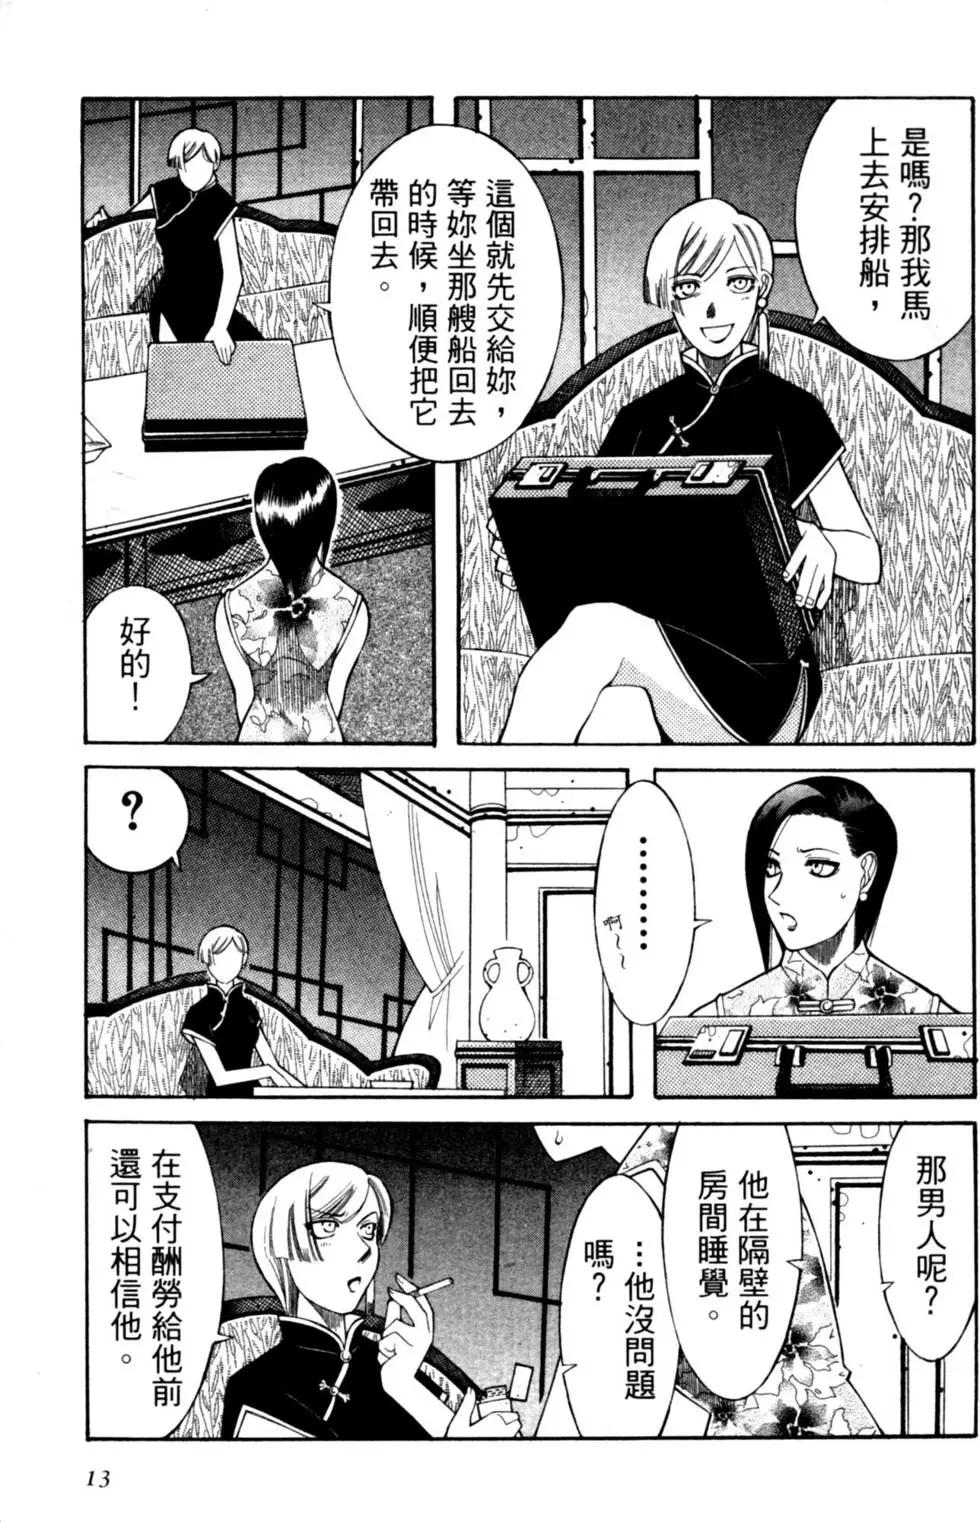 是嗎？那我馬
上去安排船，
這個就先交給妳，
等妳坐那艘船回去
的時候，順便把它
帶回去。
好的！
………
啊～～
？
那男人呢？
他在隔壁的
房間睡覺。
…他沒問題
嗎？
在支付酬勞給他前
還可以相信他。
13